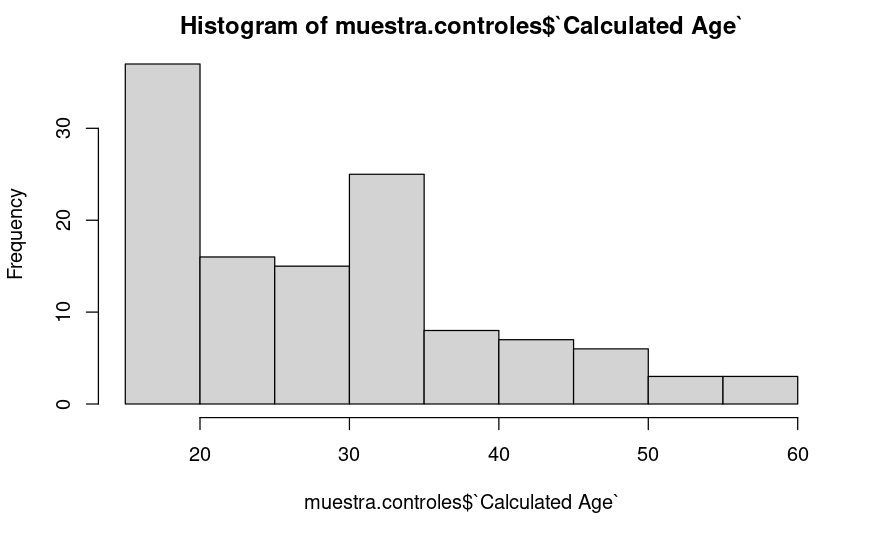 Histogram of muestra.controles$`Calculated Age`
Frequency
30
20
10
0
20 30 40 50 60
muestra.controles$`Calculated Age`